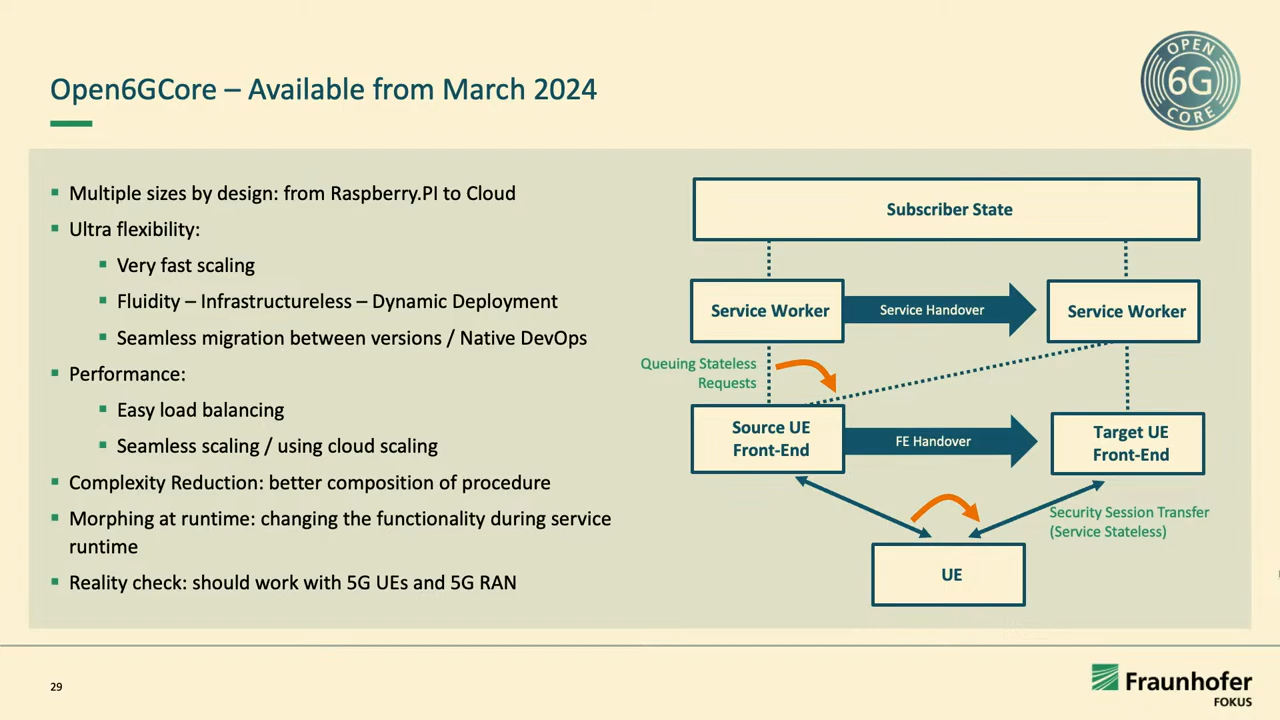 Open6GCore – Available from March 2024
OPEN
6G
CORE
Multiple sizes by design: from Raspberry.PI to Cloud
Ultra flexibility:
Very fast scaling
Fluidity – Infrastructureless – Dynamic Deployment
Seamless migration between versions / Native DevOps
Performance:
Easy load balancing
Seamless scaling / using cloud scaling
Complexity Reduction: better composition of procedure
Morphing at runtime: changing the functionality during service
runtime
Reality check: should work with 5G UEs and 5G RAN
Subscriber State
Service Worker
Service Handover
Service Worker
Queuing Stateless
Requests
Source UE
Front-End
FE Handover
Target UE
Front-End
Security Session Transfer
(Service Stateless)
UE
29
Fraunhofer
FOKUS